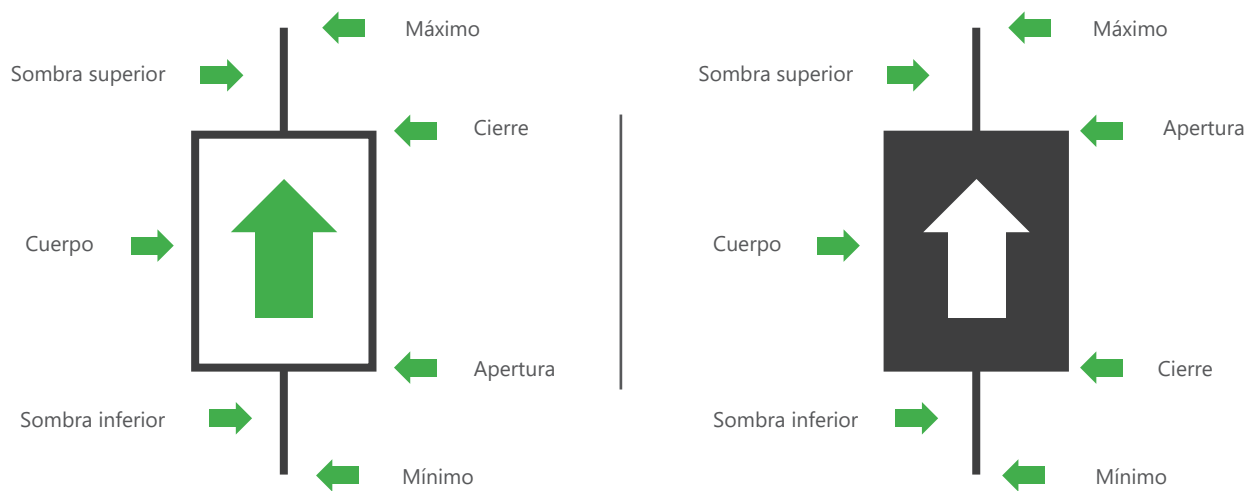 Máximo
Sombra superior
Cierre
Cuerpo
Apertura
Sombra inferior
Mínimo
Máximo
Sombra superior
Apertura
Cuerpo
Cierre
Sombra inferior
Mínimo